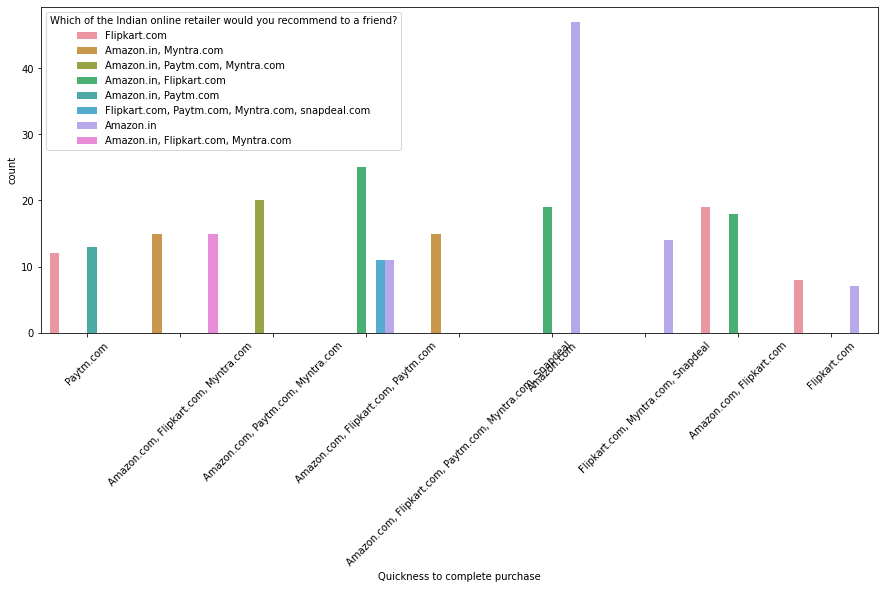 Which of the Indian online retailer would you recommend to a friend?
Flipkart.com
Amazon.in, Myntra.com
Amazon.in, Paytm.com, Myntra.com
Amazon.in, Flipkart.com
Amazon.in, Paytm.com
Flipkart.com, Paytm.com, Myntra.com, snapdeal.com
Amazon.in
Amazon.in, Flipkart.com, Myntra.com
count
40
30
20
10
0
Paytm.com
Amazon.com, Flipkart.com, Myntra.com
Amazon.com, Paytm.com, Myntra.com
Amazon.com, Flipkart.com, Paytm.com
Amazon.com, Flipkart.com, Paytm.com, Myntra.com, Snapdeal
Amazon.com
Flipkart.com, Myntra.com, Snapdeal
Amazon.com, Flipkart.com
Flipkart.com
Quickness to complete purchase